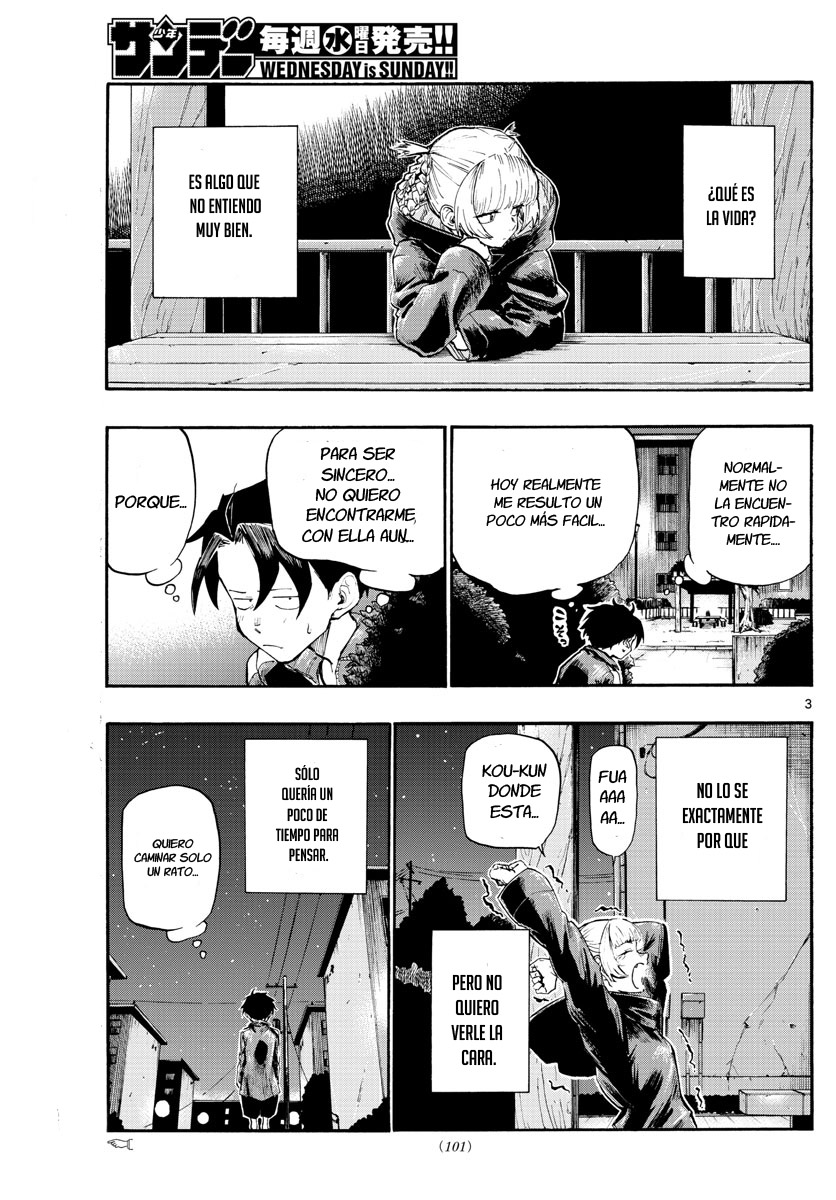 サンデー
少年
毎週水曜日発売!!
WEDNESDAY is SUNDAY!!
¿QUÉ ES
LA VIDA?
ES ALGO QUE
NO ENTIENDO
MUY BIEN.
NORMAL-
MENTE NO
LA ENCUEN-
TRO RAPIDA-
MENTE....
HOY REALMENTE
ME RESULTO UN
POCO MÁS FACIL...
PARA SER
SINCERO...
NO QUIERO
ENCONTRARME
CON ELLA AUN...
PORQUE...
3
NO LO SE
EXACTAMENTE
POR QUE
FUA
AAA
AA...
KOU-KUN
DONDE
ESTA...
PERO NO
QUIERO
VERLE LA
CARA.
SÓLO
QUERÍA UN
POCO DE
TIEMPO PARA
PENSAR.
QUIERO
CAMINAR SOLO
UN RATO...
(101)